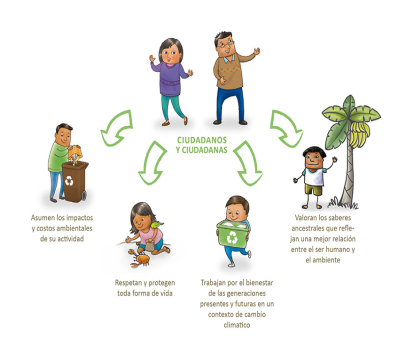 CIUDADANOS
Y CIUDADANAS
Asumen los impactos
y costos ambientales
de su actividad
Respetan y protegen
toda forma de vida
Trabajan por el bienestar
de las generaciones
presentes y futuras en un
contexto de cambio
climatico
Valoran los saberes
ancestrales que refle-
jan una mejor relación
entre el ser humano y
el ambiente